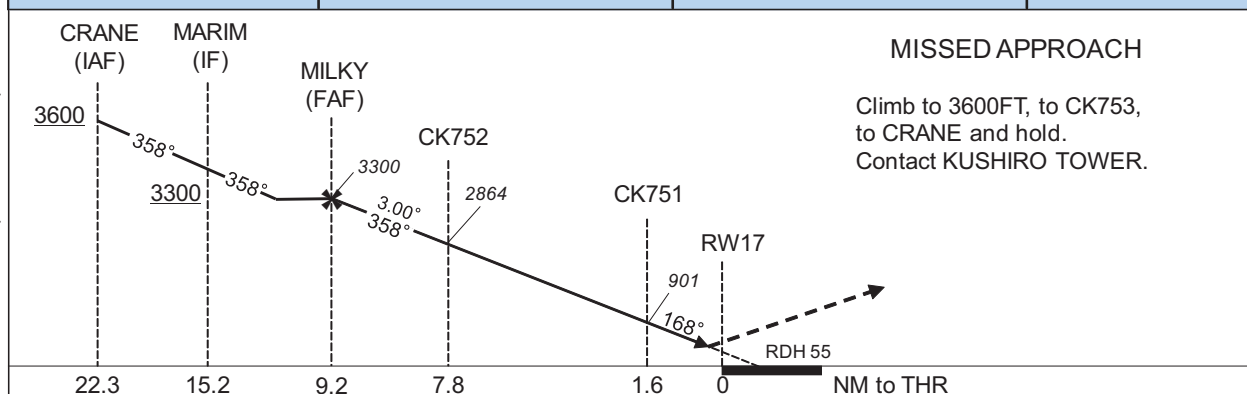 CRANE
(IAF)
MARIM
(IF)
MILKY
(FAF)
CK752
CK751
RW17
MISSED APPROACH
Climb to 3600FT, to CK753,
to CRANE and hold.
Contact KUSHIRO TOWER.
3600
358°
3300
358°
3300
3.00°
358°
2864
901
168°
RDH 55
22.3 15.2 9.2 7.8 1.6 0 NM to THR